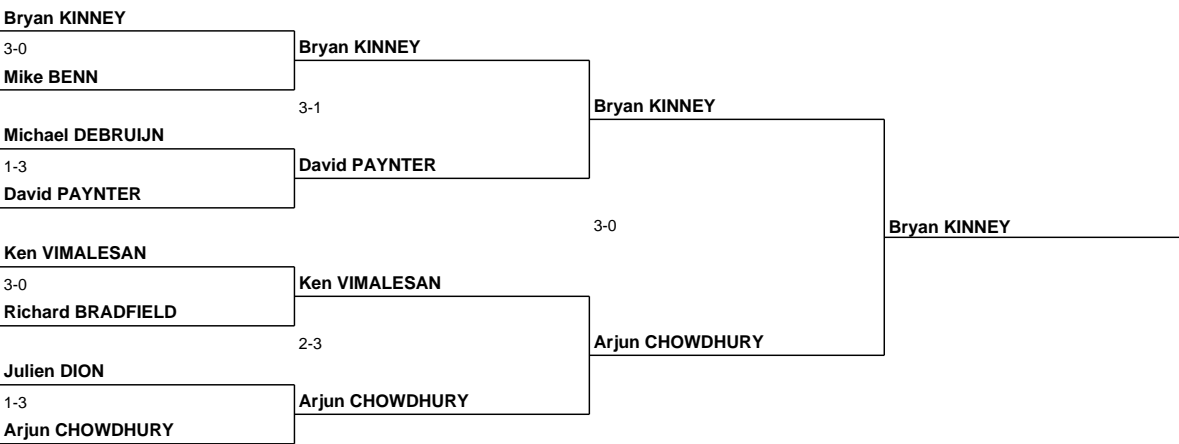 Bryan KINNEY
3-0
Mike BENN
Michael DEBRUIJN
1-3
David PAYNTER
Ken VIMALESAN
3-0
Richard BRADFIELD
Julien DION
1-3
Arjun CHOWDHURY
Bryan KINNEY
3-1
David PAYNTER
Ken VIMALESAN
2-3
Arjun CHOWDHURY
Bryan KINNEY
3-0
Arjun CHOWDHURY
Bryan KINNEY